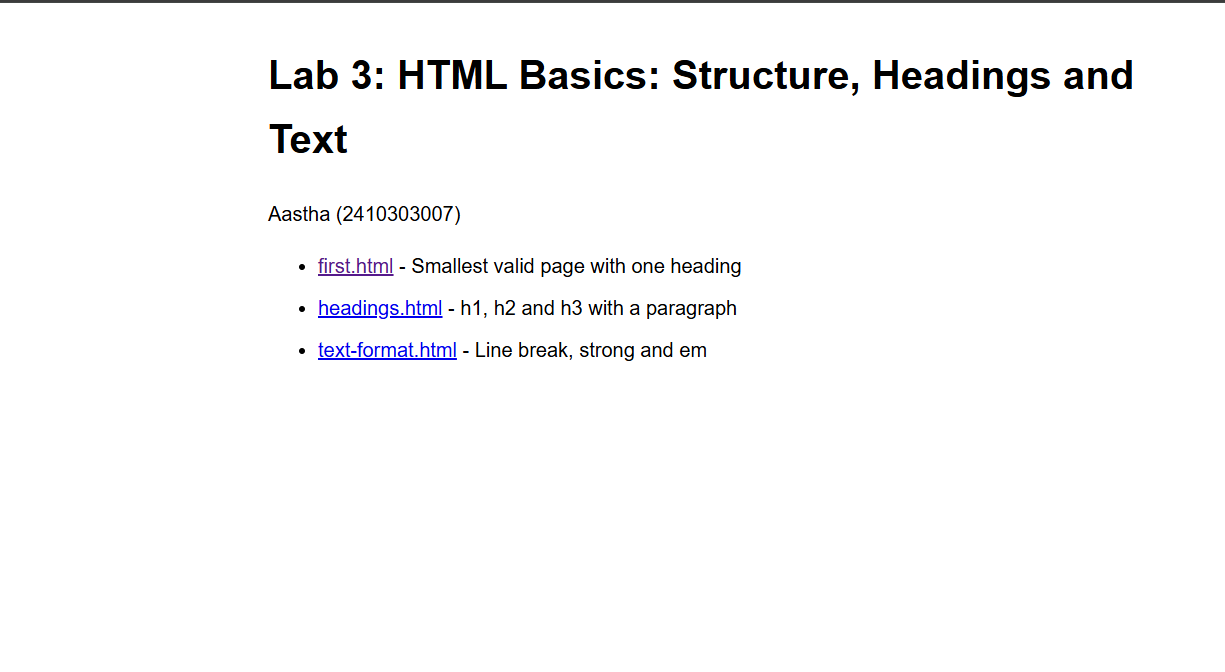 Lab 3: HTML Basics: Structure, Headings and
Text
Aastha (2410303007)
• first.html - Smallest valid page with one heading
• headings.html - h1, h2 and h3 with a paragraph
• text-format.html - Line break, strong and em